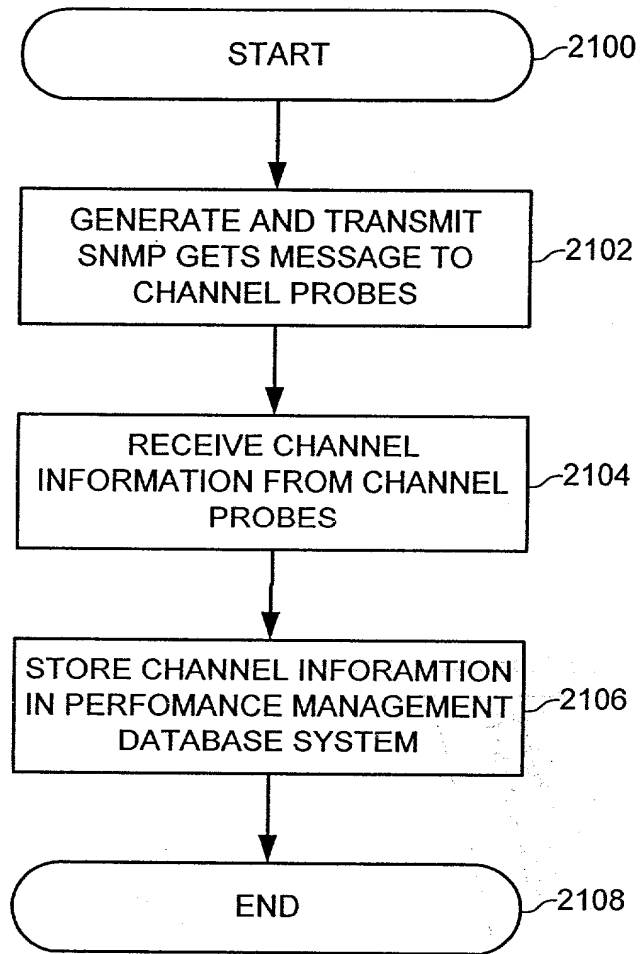 START
2100
GENERATE AND TRANSMIT
SNMP GETS MESSAGE TO
CHANNEL PROBES
2102
RECEIVE CHANNEL
INFORMATION FROM CHANNEL
PROBES
2104
STORE CHANNEL INFORAMTION
IN PERFOMANCE MANAGEMENT
DATABASE SYSTEM
2106
END
2108